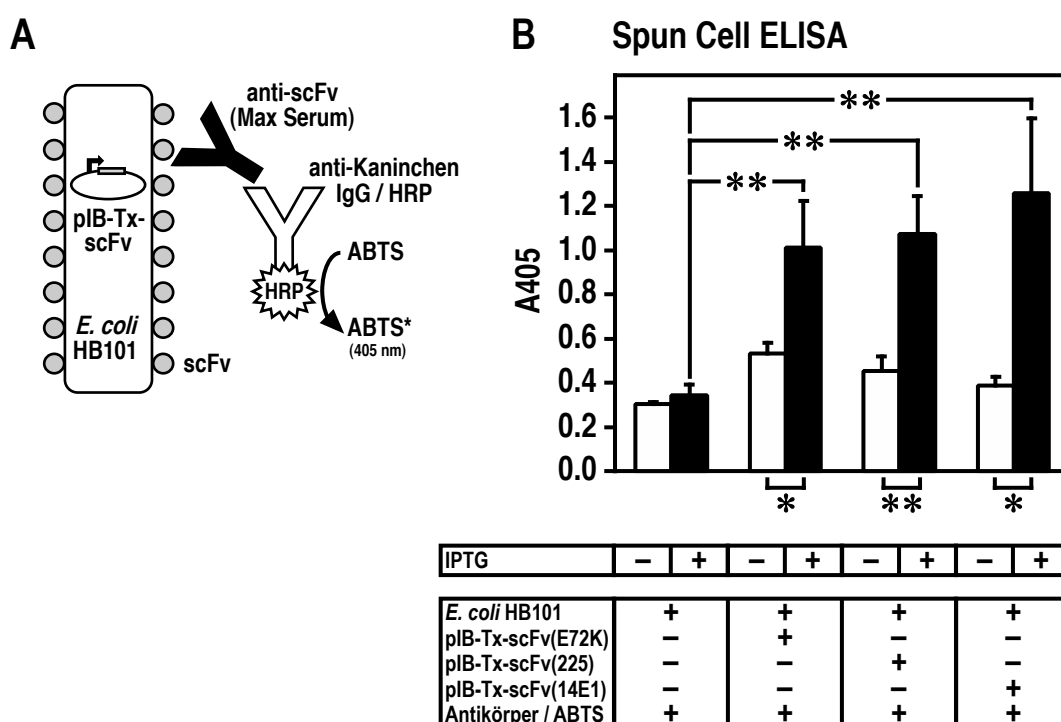 A
anti-scFv
(Max Serum)
anti-Kaninchen
IgG / HRP
pIB-Tx-
scFv
ABTS
HRP
E. coli
HB101
ABTS*
(405 nm)
scFv
B Spun Cell ELISA
A405
1.6
1.4
1.2
1.0
0.8
0.6
0.4
0.2
0.0
**
**
**
* ** *
IPTG – + – + – + – +
E. coli HB101 + + + +
pIB-Tx-scFv(E72K) – + – –
pIB-Tx-scFv(225) – – + –
pIB-Tx-scFv(14E1) – – – +
Antikörper / ABTS + + + +